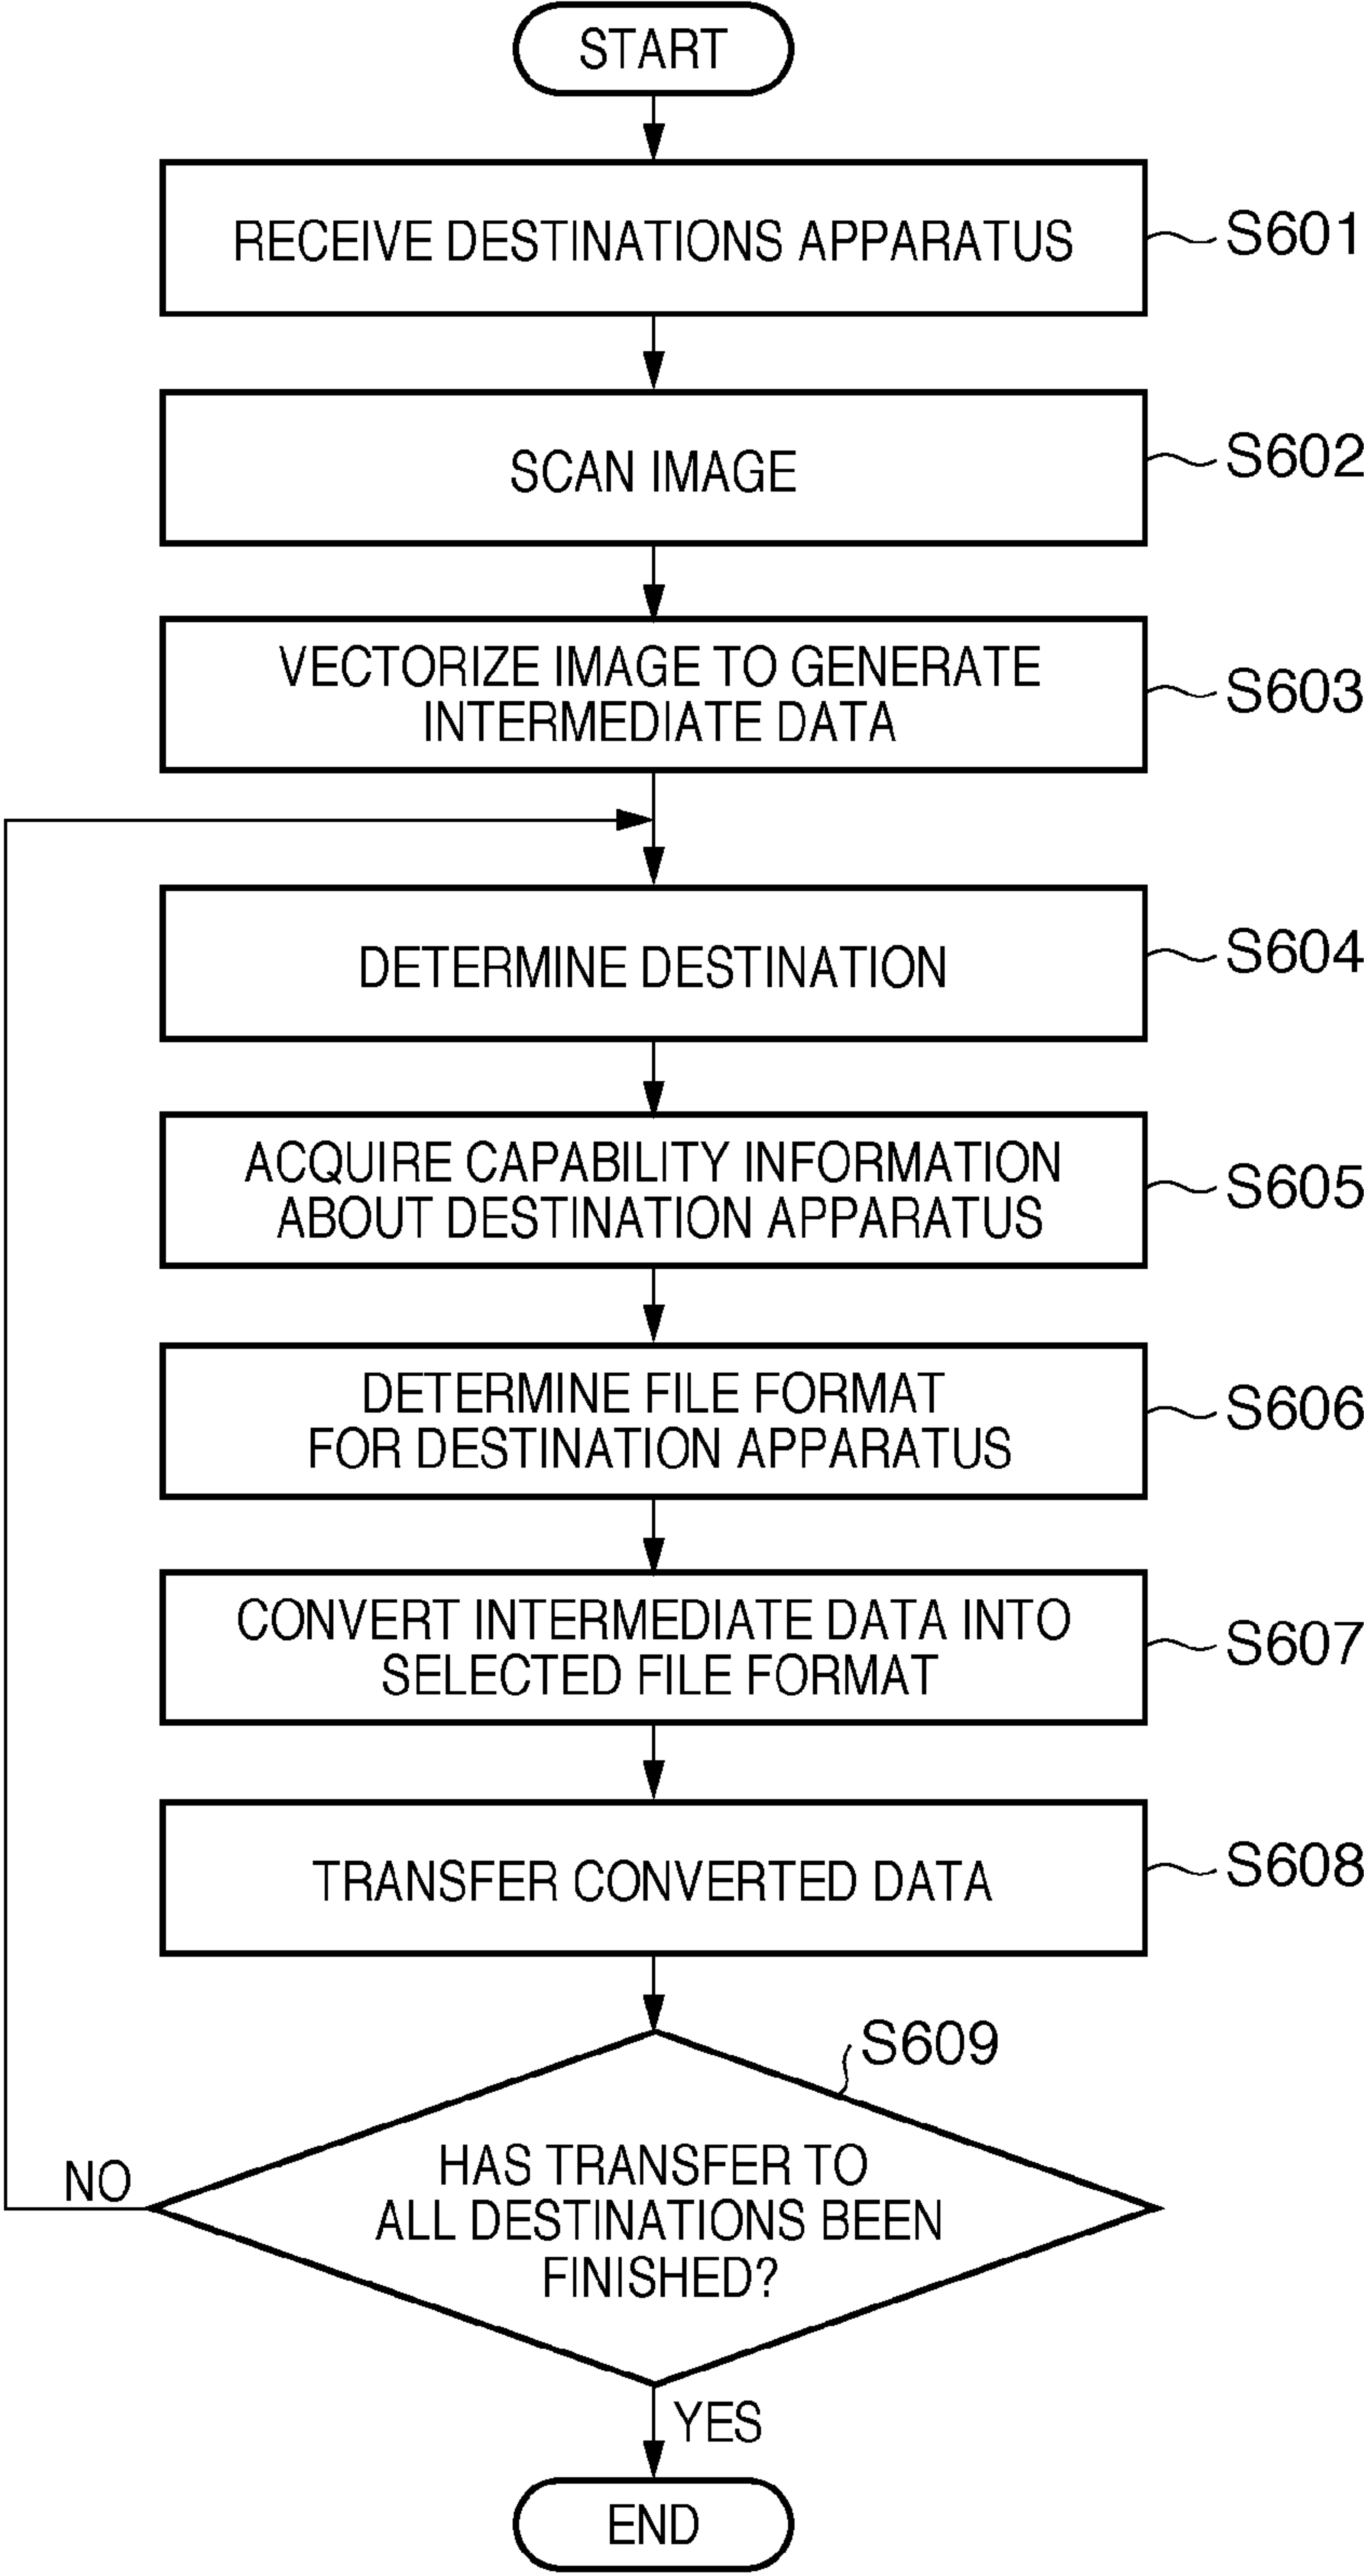 START
RECEIVE DESTINATIONS APPARATUS
S601
SCAN IMAGE
S602
VECTORIZE IMAGE TO GENERATE
INTERMEDIATE DATA
S603
DETERMINE DESTINATION
S604
ACQUIRE CAPABILITY INFORMATION
ABOUT DESTINATION APPARATUS
S605
DETERMINE FILE FORMAT
FOR DESTINATION APPARATUS
S606
CONVERT INTERMEDIATE DATA INTO
SELECTED FILE FORMAT
S607
TRANSFER CONVERTED DATA
S608
S609
HAS TRANSFER TO
ALL DESTINATIONS BEEN
FINISHED?
NO
YES
END